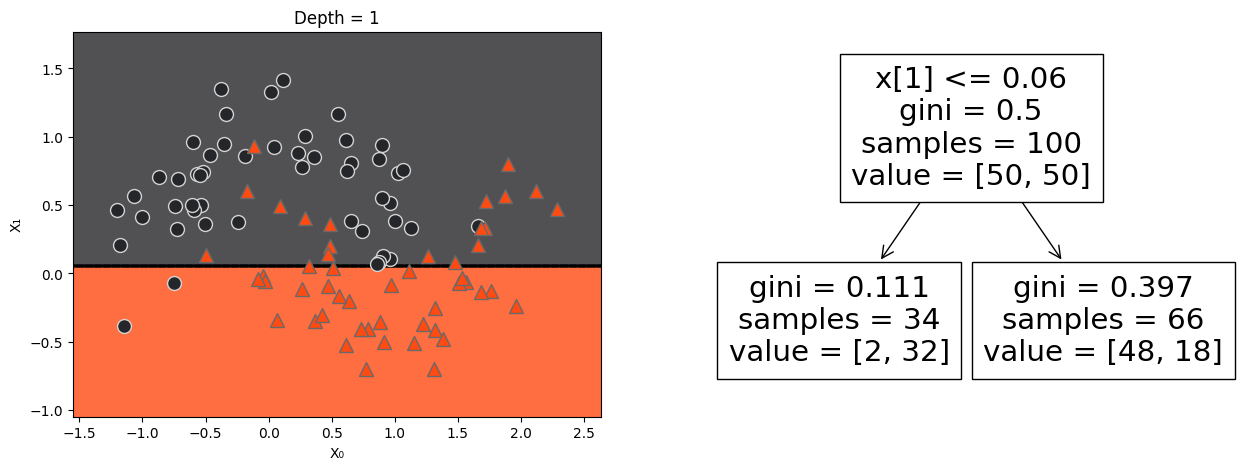 Depth = 1
X₁
1.5
1.0
0.5
0.0
−0.5
−1.0
−1.5
−1.0
−0.5
0.0
0.5
1.0
1.5
2.0
2.5
X₀
x[1] <= 0.06
gini = 0.5
samples = 100
value = [50, 50]
gini = 0.111
samples = 34
value = [2, 32]
gini = 0.397
samples = 66
value = [48, 18]